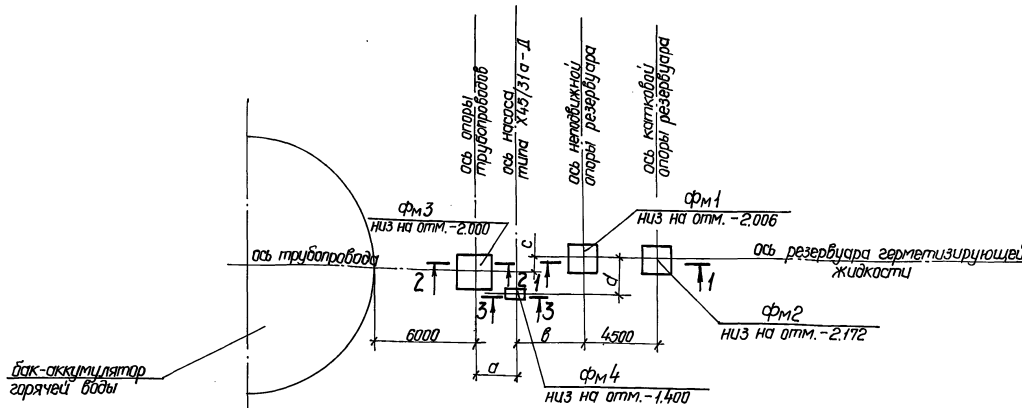 ось опоры
трубопроводов
ось насоса
типа Х45/31а-Д
ось неподвижной
опоры резервуара
ось катковой
опоры резервуара
Фм3
низ на отм.-2.000
Фм1
низ на отм.-2.006
ось трубопровода
ось резервуара герметизирующей
жидкости
с
d
2
2
1
1
3
3
Фм2
низ на отм.-2.172
6000
в
4500
а
Фм4
низ на отм.-1.400
бак-аккумулятор
горячей воды